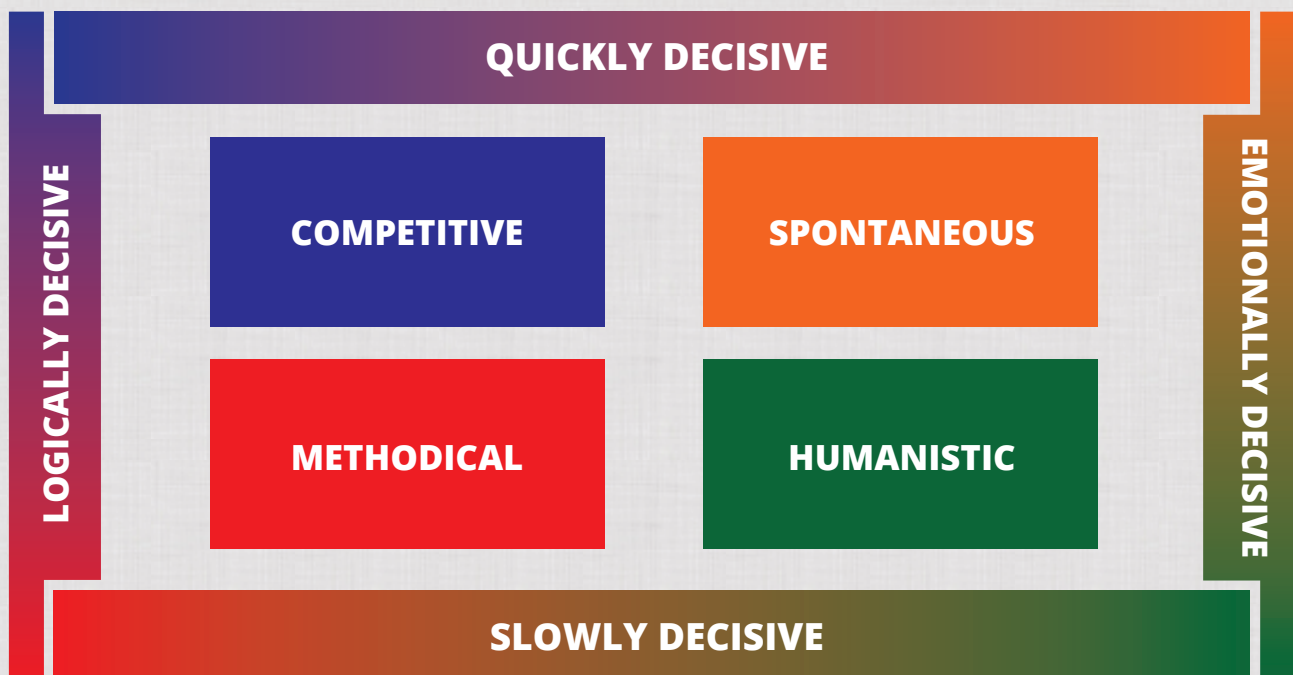 QUICKLY DECISIVE
LOGICALLY DECISIVE
COMPETITIVE
SPONTANEOUS
EMOTIONALLY DECISIVE
METHODICAL
HUMANISTIC
SLOWLY DECISIVE